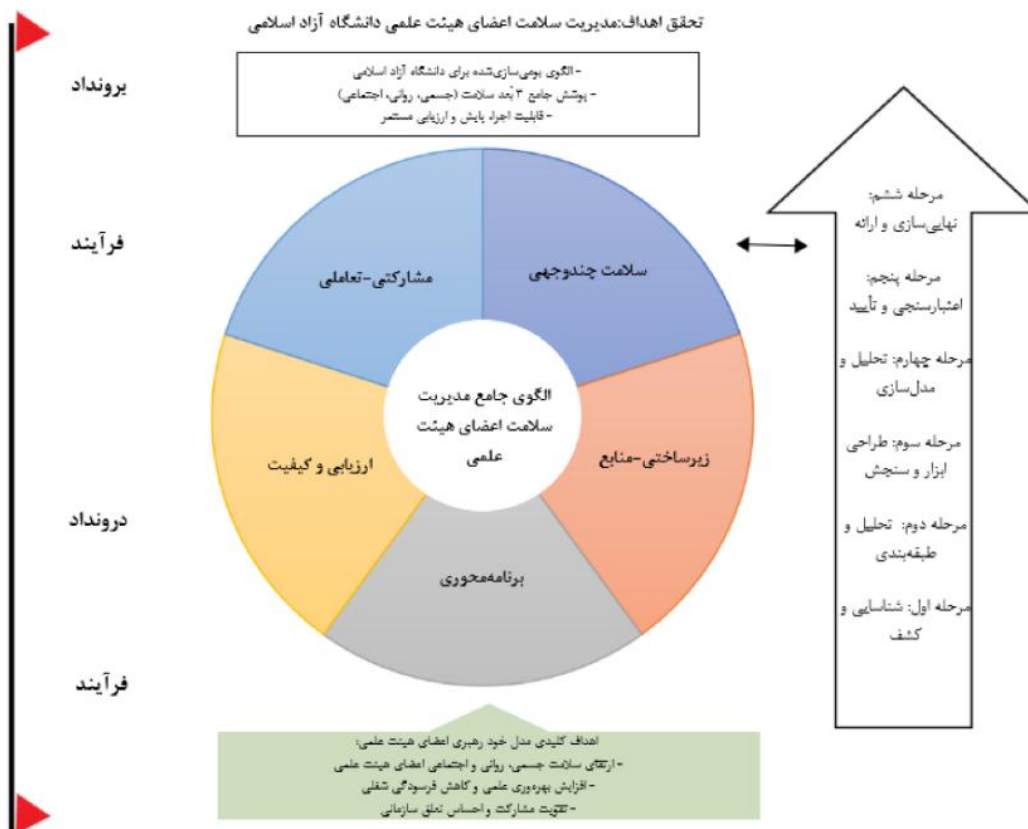 تحقق اهداف:مدیریت سلامت اعضای هیئت علمی دانشگاه آزاد اسلامی
- الگوی بومی‌سازی‌شده برای دانشگاه آزاد اسلامی
- پوشش جامع ۳ بُعد سلامت (جسمی، روانی، اجتماعی)
- قابلیت اجرا، پایش و ارزیابی مستمر
برونداد
فرآیند
درونداد
فرآیند
سلامت چندوجهی
مشارکتی-تعاملی
زیرساختی-منابع
ارزیابی و کیفیت
برنامه‌محوری
الگوی جامع مدیریت
سلامت اعضای هیئت
علمی
مرحله ششم:
نهایی‌سازی و ارائه
مرحله پنجم:
اعتبارسنجی و تأیید
مرحله چهارم: تحلیل و
مدل‌سازی
مرحله سوم: طراحی
ابزار و سنجش
مرحله دوم: تحلیل و
طبقه‌بندی
مرحله اول: شناسایی و
کشف
اهداف کلیدی مدل خود رهبری اعضای هیئت علمی:
- ارتقای سلامت جسمی، روانی و اجتماعی اعضای هیئت علمی
- افزایش بهره‌وری علمی و کاهش فرسودگی شغلی
- تقویت مشارکت و احساس تعلق سازمانی